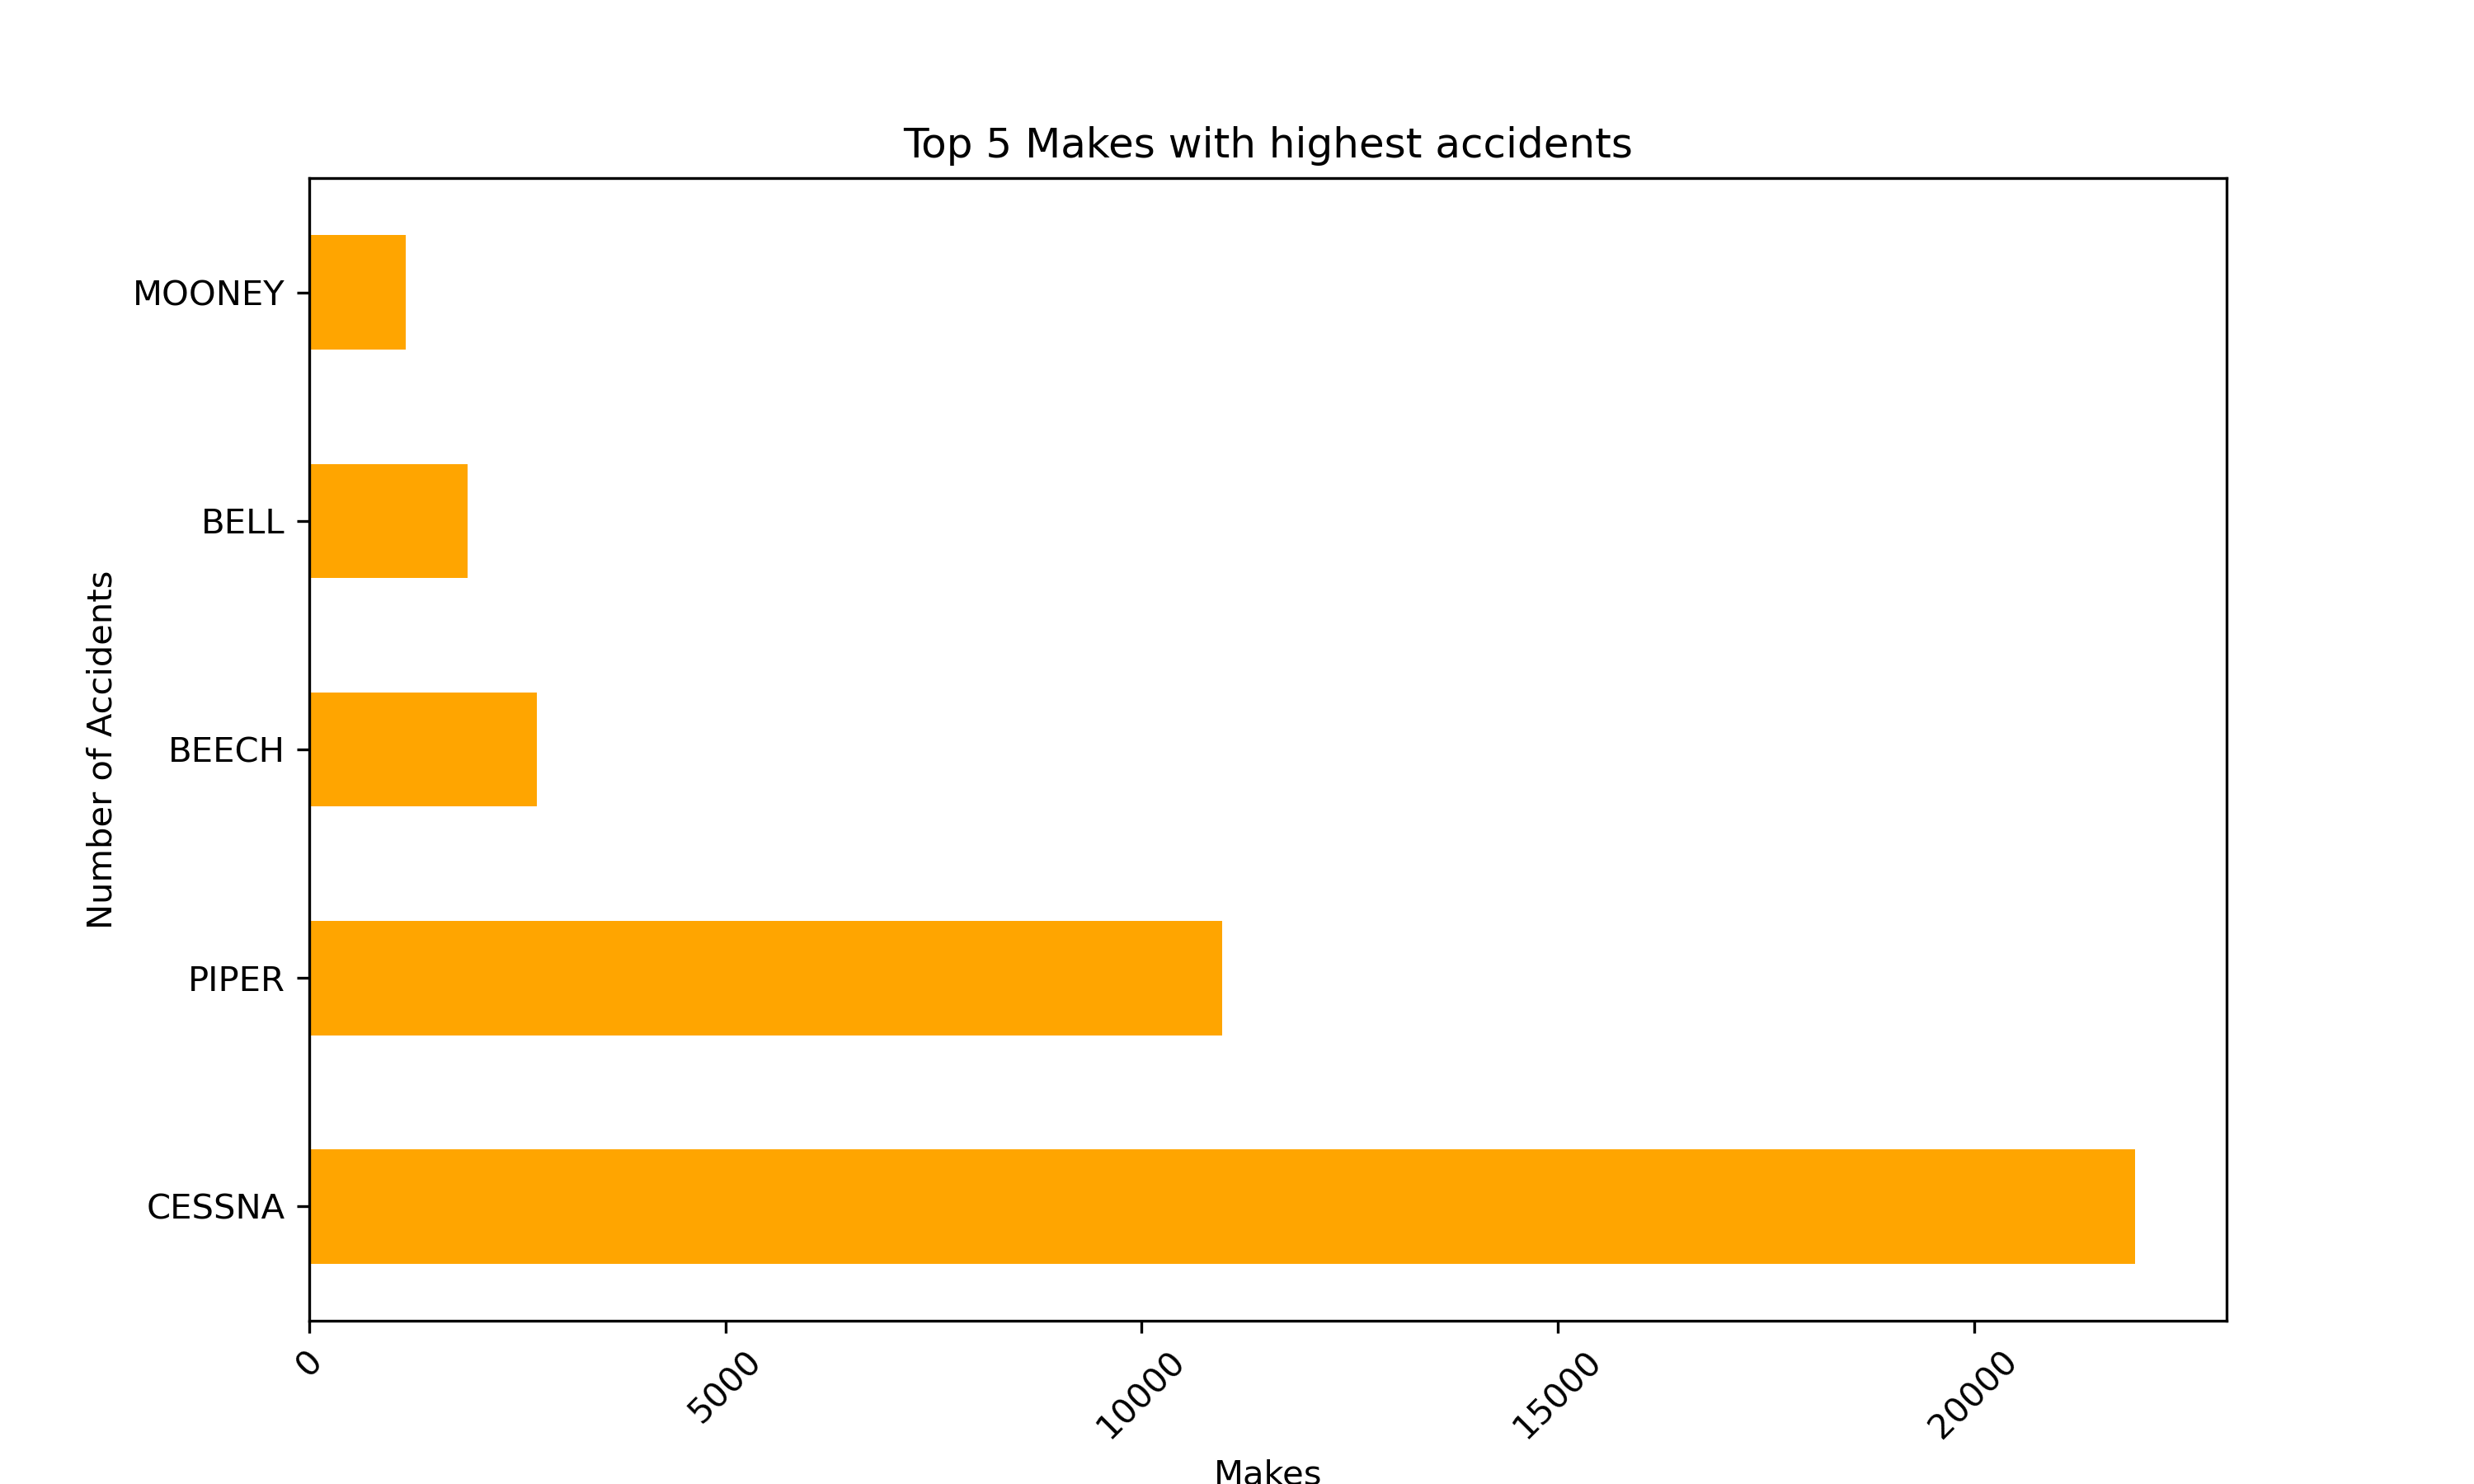 Top 5 Makes with highest accidents
MOONEY
BELL
BEECH
PIPER
CESSNA
Number of Accidents
0
5000
10000
15000
20000
Makes